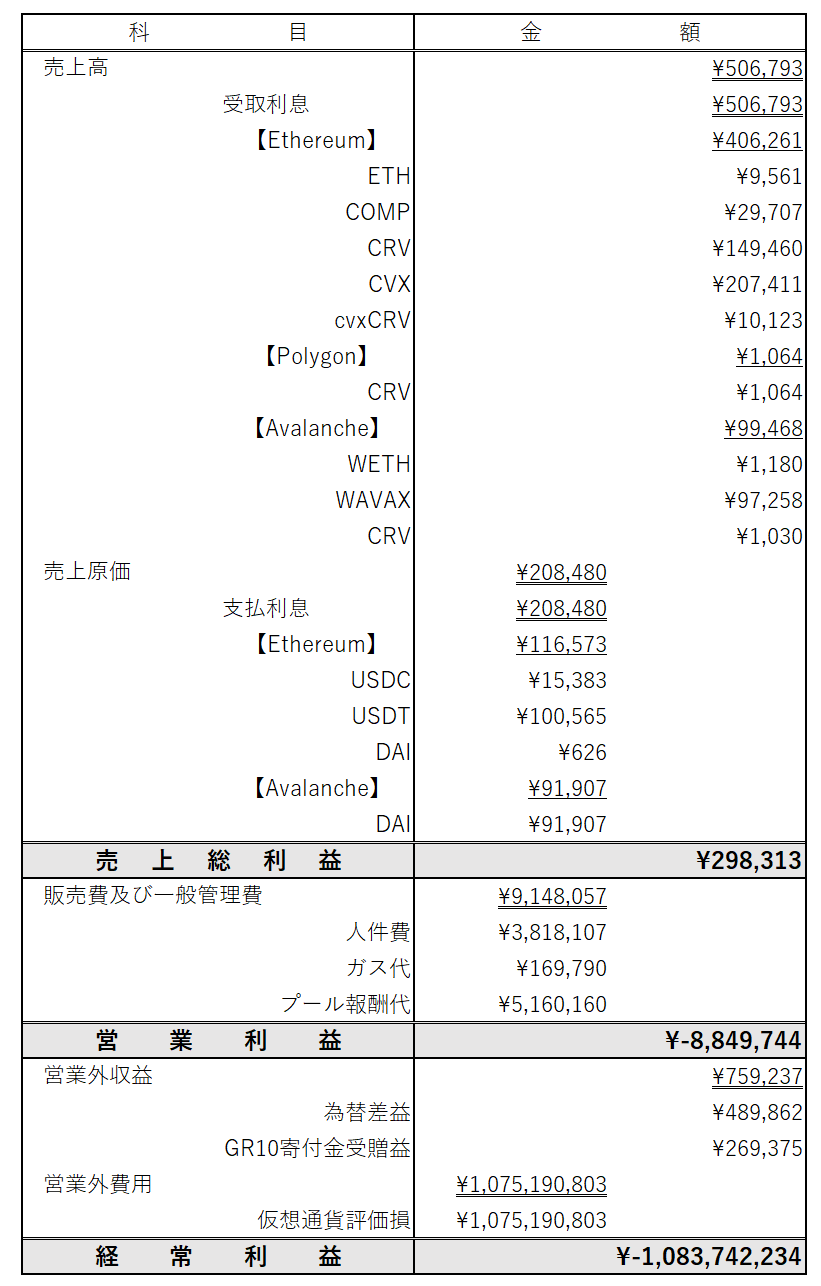 科目 金額
売上高 ¥506,793
受取利息 ¥506,793
【Ethereum】 ¥406,261
ETH ¥9,561
COMP ¥29,707
CRV ¥149,460
CVX ¥207,411
cvxCRV ¥10,123
【Polygon】 ¥1,064
CRV ¥1,064
【Avalanche】 ¥99,468
WETH ¥1,180
WAVAX ¥97,258
CRV ¥1,030
売上原価 ¥208,480
支払利息 ¥208,480
【Ethereum】 ¥116,573
USDC ¥15,383
USDT ¥100,565
DAI ¥626
【Avalanche】 ¥91,907
DAI ¥91,907
売上総利益 ¥298,313
販売費及び一般管理費 ¥9,148,057
人件費 ¥3,818,107
ガス代 ¥169,790
プール報酬代 ¥5,160,160
営業利益 ¥-8,849,744
営業外収益 ¥759,237
為替差益 ¥489,862
GR10寄付金受贈益 ¥269,375
営業外費用 ¥1,075,190,803
仮想通貨評価損 ¥1,075,190,803
経常利益 ¥-1,083,742,234